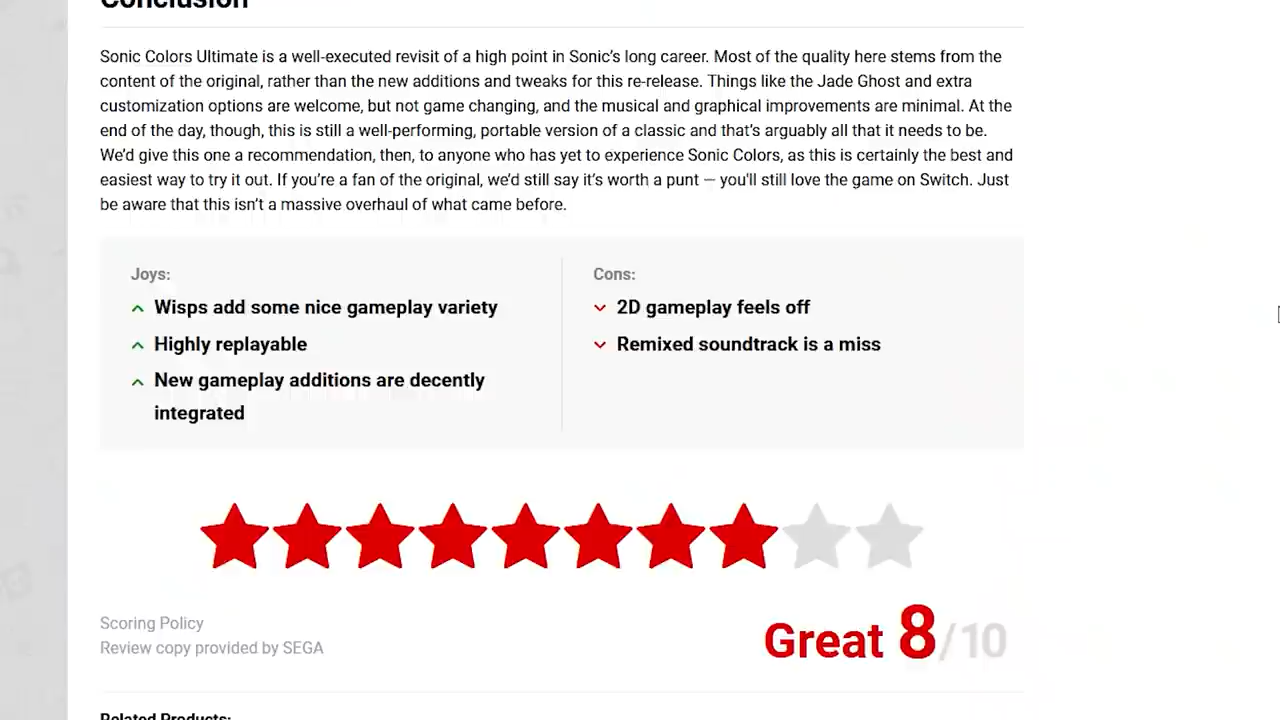 Conclusion
Sonic Colors Ultimate is a well-executed revisit of a high point in Sonic's long career. Most of the quality here stems from the
content of the original, rather than the new additions and tweaks for this re-release. Things like the Jade Ghost and extra
customization options are welcome, but not game changing, and the musical and graphical improvements are minimal. At the
end of the day, though, this is still a well-performing, portable version of a classic and that's arguably all that it needs to be.
We'd give this one a recommendation, then, to anyone who has yet to experience Sonic Colors, as this is certainly the best and
easiest way to try it out. If you're a fan of the original, we'd still say it's worth a punt — you'll still love the game on Switch. Just
be aware that this isn't a massive overhaul of what came before.
Joys:
Wisps add some nice gameplay variety
Highly replayable
New gameplay additions are decently
integrated
Cons:
2D gameplay feels off
Remixed soundtrack is a miss
Scoring Policy
Review copy provided by SEGA
Great 8/10
Related Products: